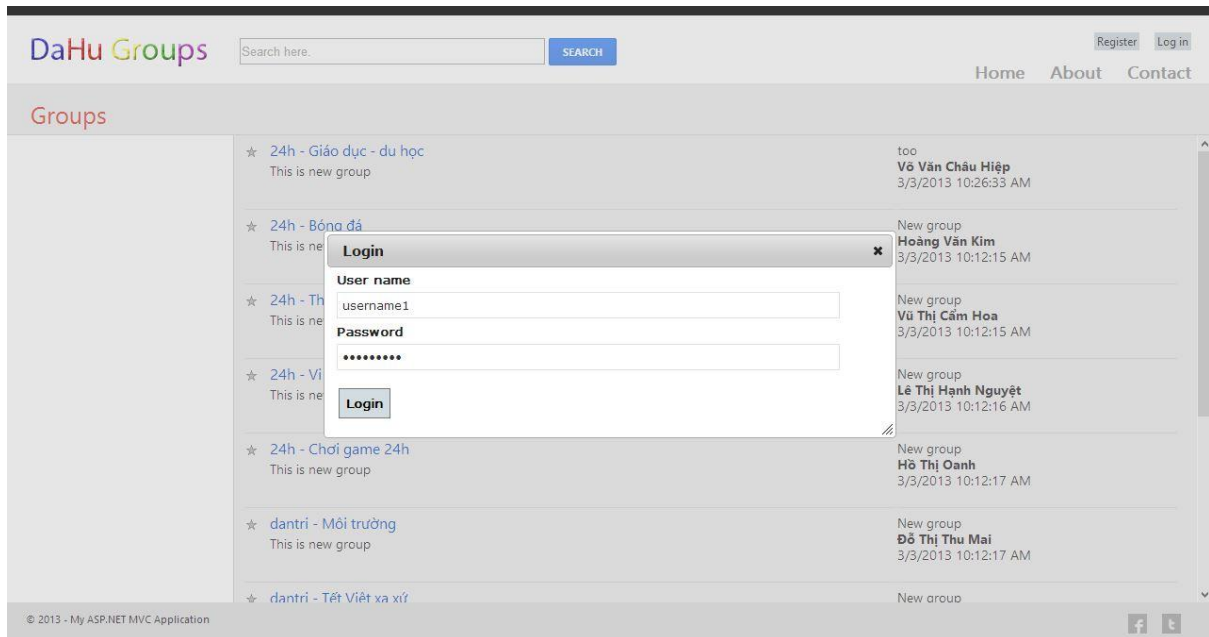 DaHu Groups
Search here.
SEARCH
Register Log in
Home About Contact
Groups
24h - Giáo dục - du học
This is new group
too
Võ Văn Châu Hiệp
3/3/2013 10:26:33 AM
24h - Bóng đá
This is ne
New group
Hoàng Văn Kim
3/3/2013 10:12:15 AM
Login
User name
username1
Password
Login
24h - Th
This is ne
New group
Vũ Thị Cẩm Hoa
3/3/2013 10:12:15 AM
24h - Vi
This is ne
New group
Lê Thị Hạnh Nguyệt
3/3/2013 10:12:16 AM
24h - Chơi game 24h
This is new group
New group
Hồ Thị Oanh
3/3/2013 10:12:17 AM
dantri - Môi trường
This is new group
New group
Đỗ Thị Thu Mai
3/3/2013 10:12:17 AM
dantri - Tết Việt xa xứ
New group
© 2013 - My ASP.NET MVC Application